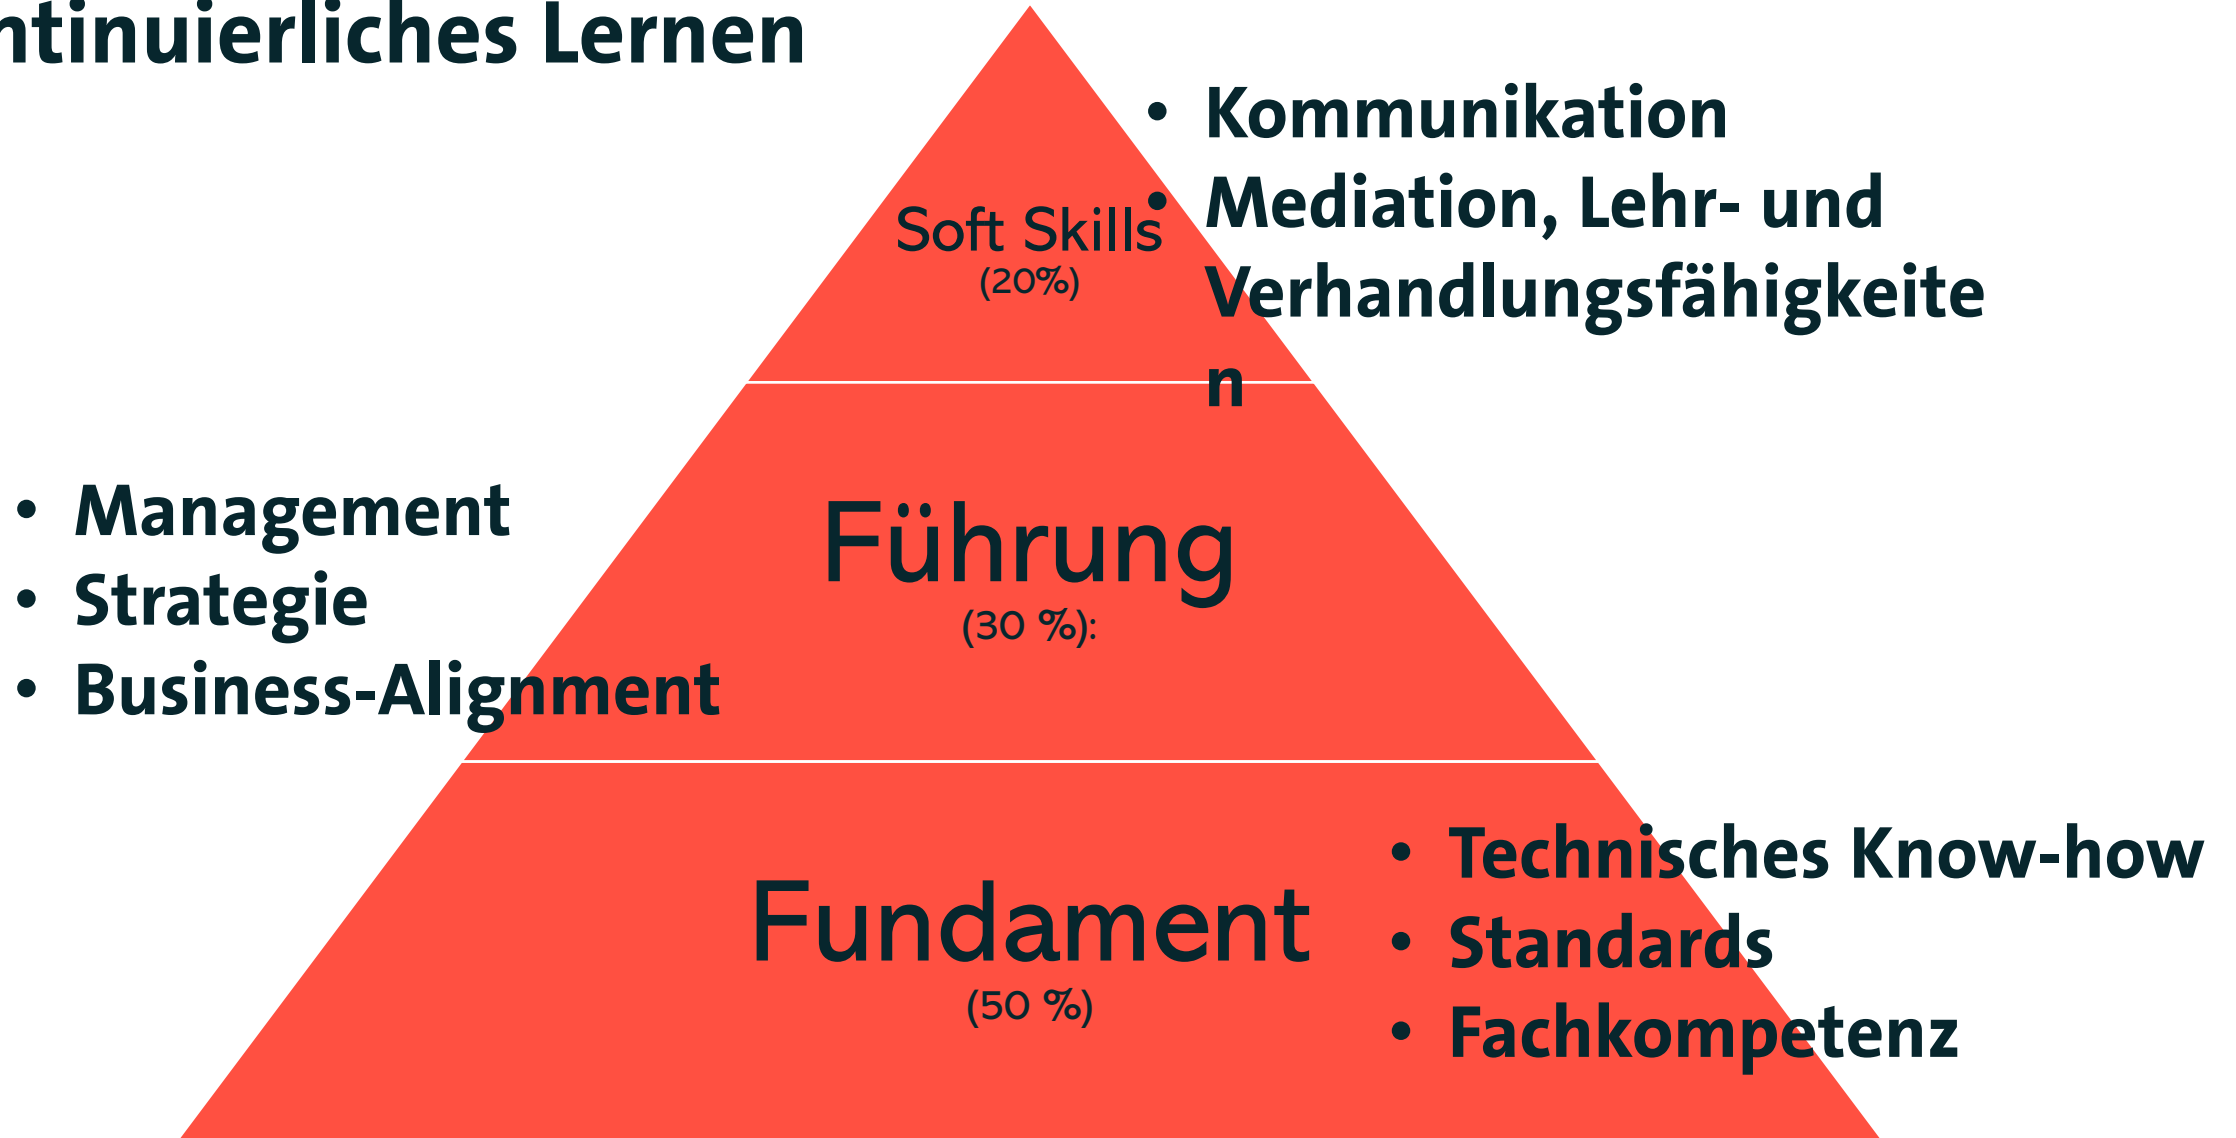 ntinuierliches Lernen
• Kommunikation
• Mediation, Lehr- und
Verhandlungsfähigkeite
n
Soft Skills
(20%)
• Management
• Strategie
• Business-Alignment
Führung
(30 %):
Fundament
(50 %)
• Technisches Know-how
• Standards
• Fachkompetenz